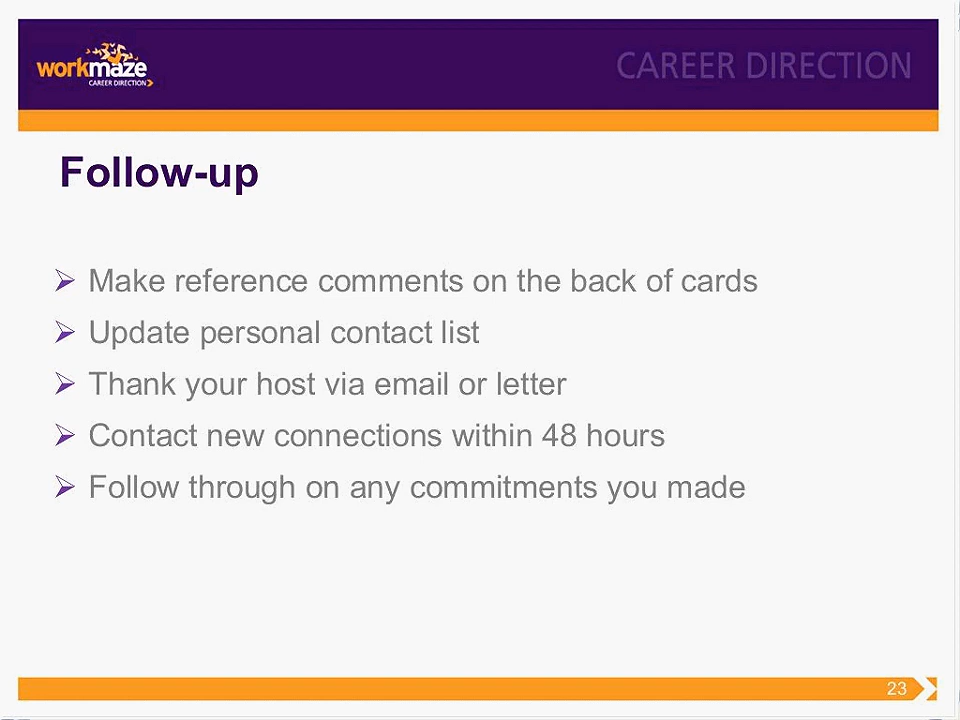 workmaze
CAREER DIRECTION
CAREER DIRECTION
Follow-up
Make reference comments on the back of cards
Update personal contact list
Thank your host via email or letter
Contact new connections within 48 hours
Follow through on any commitments you made
23